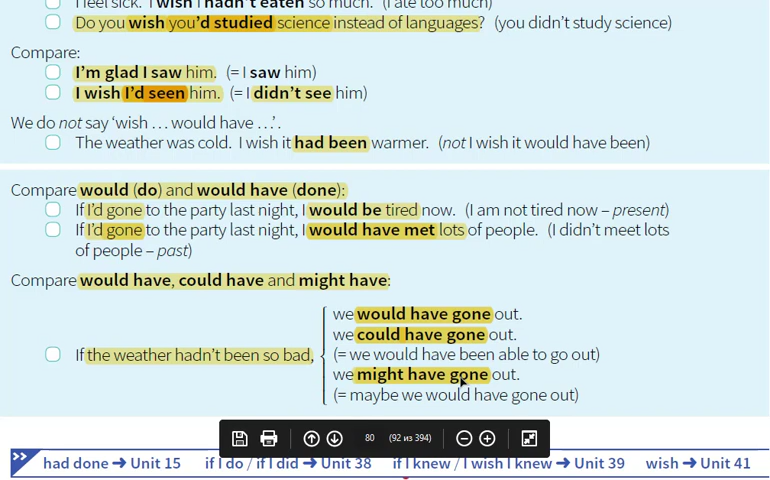 I feel sick. I wish I hadn't eaten so much. (I ate too much)
Do you wish you'd studied science instead of languages? (you didn't study science)
Compare:
I'm glad I saw him. (= I saw him)
I wish I'd seen him. (= I didn't see him)
We do not say 'wish … would have …'.
The weather was cold. I wish it had been warmer. (not I wish it would have been)
Compare would (do) and would have (done):
If I'd gone to the party last night, I would be tired now. (I am not tired now – present)
If I'd gone to the party last night, I would have met lots of people. (I didn't meet lots
of people – past)
Compare would have, could have and might have:
we would have gone out.
we could have gone out.
If the weather hadn't been so bad, (= we would have been able to go out)
we might have gone out.
(= maybe we would have gone out)
80 (92 из 394)
>> had done ➜ Unit 15 if I do / if I did ➜ Unit 38 if I knew / I wish I knew ➜ Unit 39 wish ➜ Unit 41